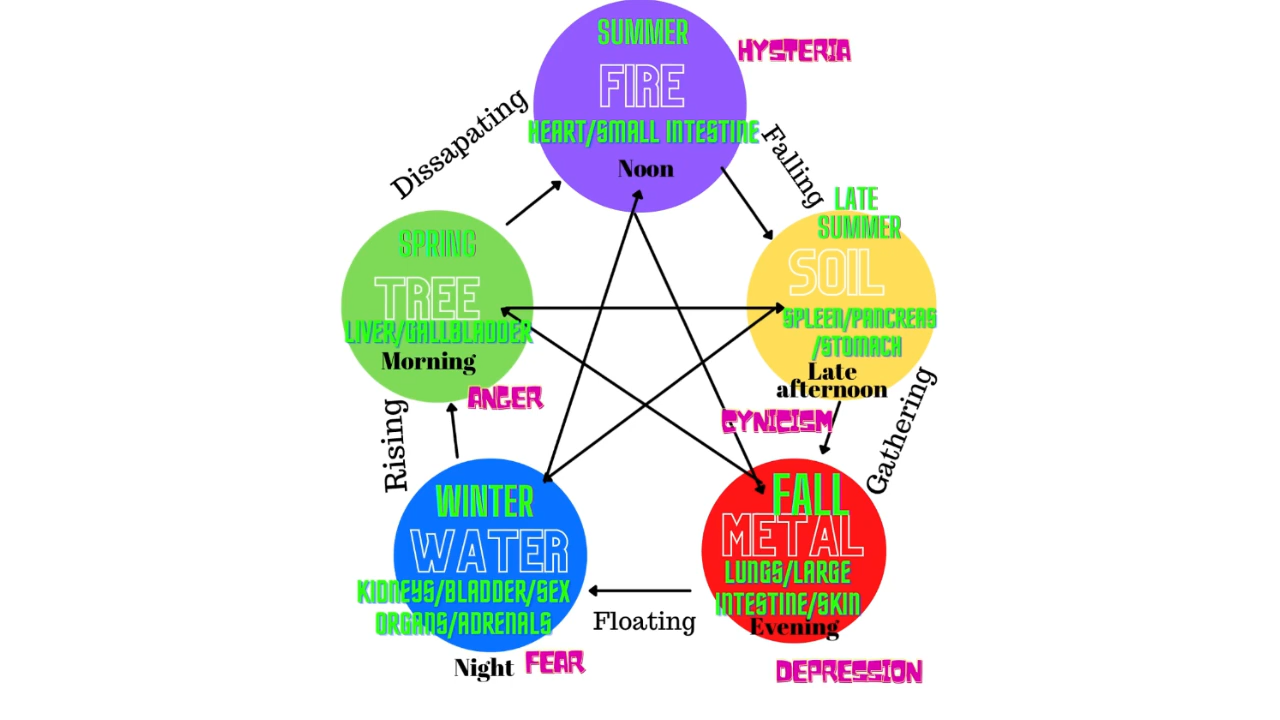 SUMMER
FIRE
HEART/SMALL INTESTINE
Noon
HYSTERIA
Dissapating
Falling
LATE
SUMMER
SOIL
SPLEEN/PANCREAS
/STOMACH
Late
afternoon
SPRING
TREE
LIVER/GALLBLADDER
Morning
ANGER
CYNICISM
Gathering
Rising
FALL
METAL
LUNGS/LARGE
INTESTINE/SKIN
Evening
DEPRESSION
WINTER
WATER
KIDNEYS/BLADDER/SEX
ORGANS/ADRENALS
Night
FEAR
Floating